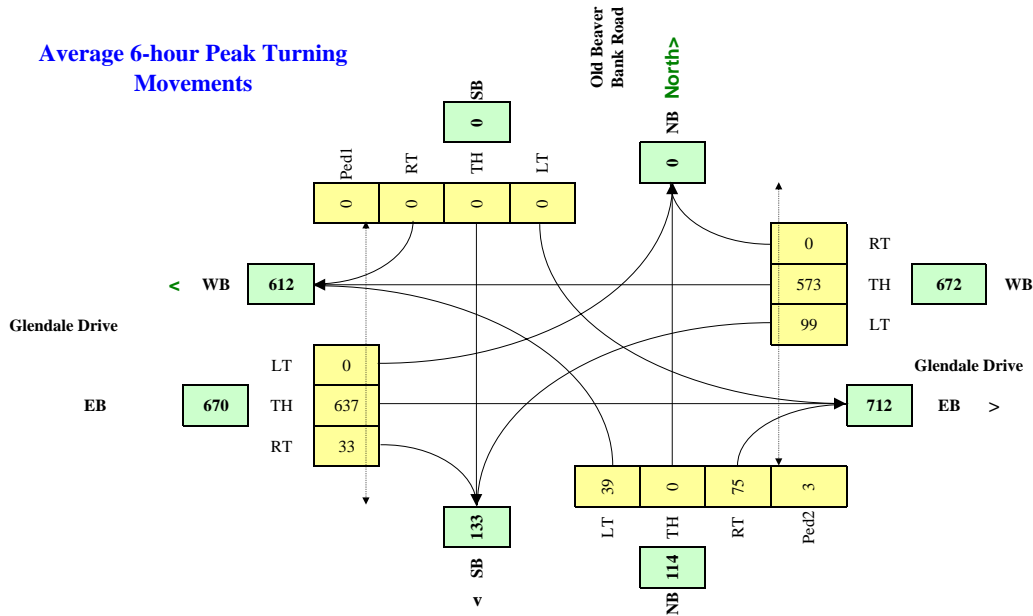 Average 6-hour Peak Turning
Movements
Old Beaver
Bank Road
North>
SB
0
NB
0
Ped1
RT
TH
LT
0
0
0
0
< WB 612
0 RT
573 TH 672 WB
99 LT
Glendale Drive
Glendale Drive
LT 0
EB 670 TH 637
RT 33
712 EB >
39
0
75
3
LT
TH
RT
Ped2
133
SB
v
114
NB